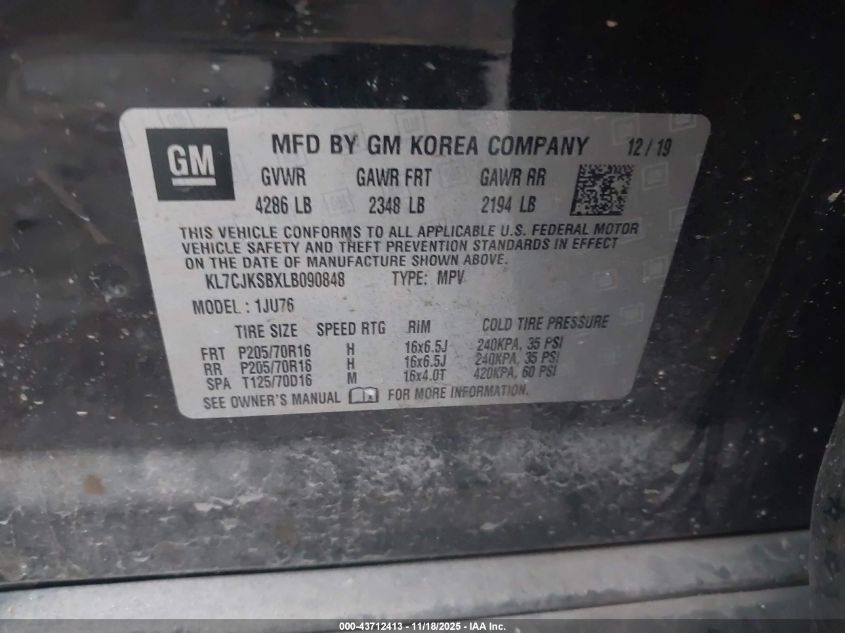 GM
MFD BY GM KOREA COMPANY 12/19
GVWR GAWR FRT GAWR RR
4286 LB 2348 LB 2194 LB
THIS VEHICLE CONFORMS TO ALL APPLICABLE U.S. FEDERAL MOTOR
VEHICLE SAFETY AND THEFT PREVENTION STANDARDS IN EFFECT
ON THE DATE OF MANUFACTURE SHOWN ABOVE.
KL7CJKSBXLB090848 TYPE: MPV
MODEL: 1JU76
TIRE SIZE SPEED RTG RIM COLD TIRE PRESSURE
FRT P205/70R16 H 16x6.5J 240KPA, 35 PSI
RR P205/70R16 H 16x6.5J 240KPA, 35 PSI
SPA T125/70D16 M 16x4.0T 420KPA, 60 PSI
SEE OWNER'S MANUAL FOR MORE INFORMATION.
000-43712413 - 11/18/2025 - IAA Inc.